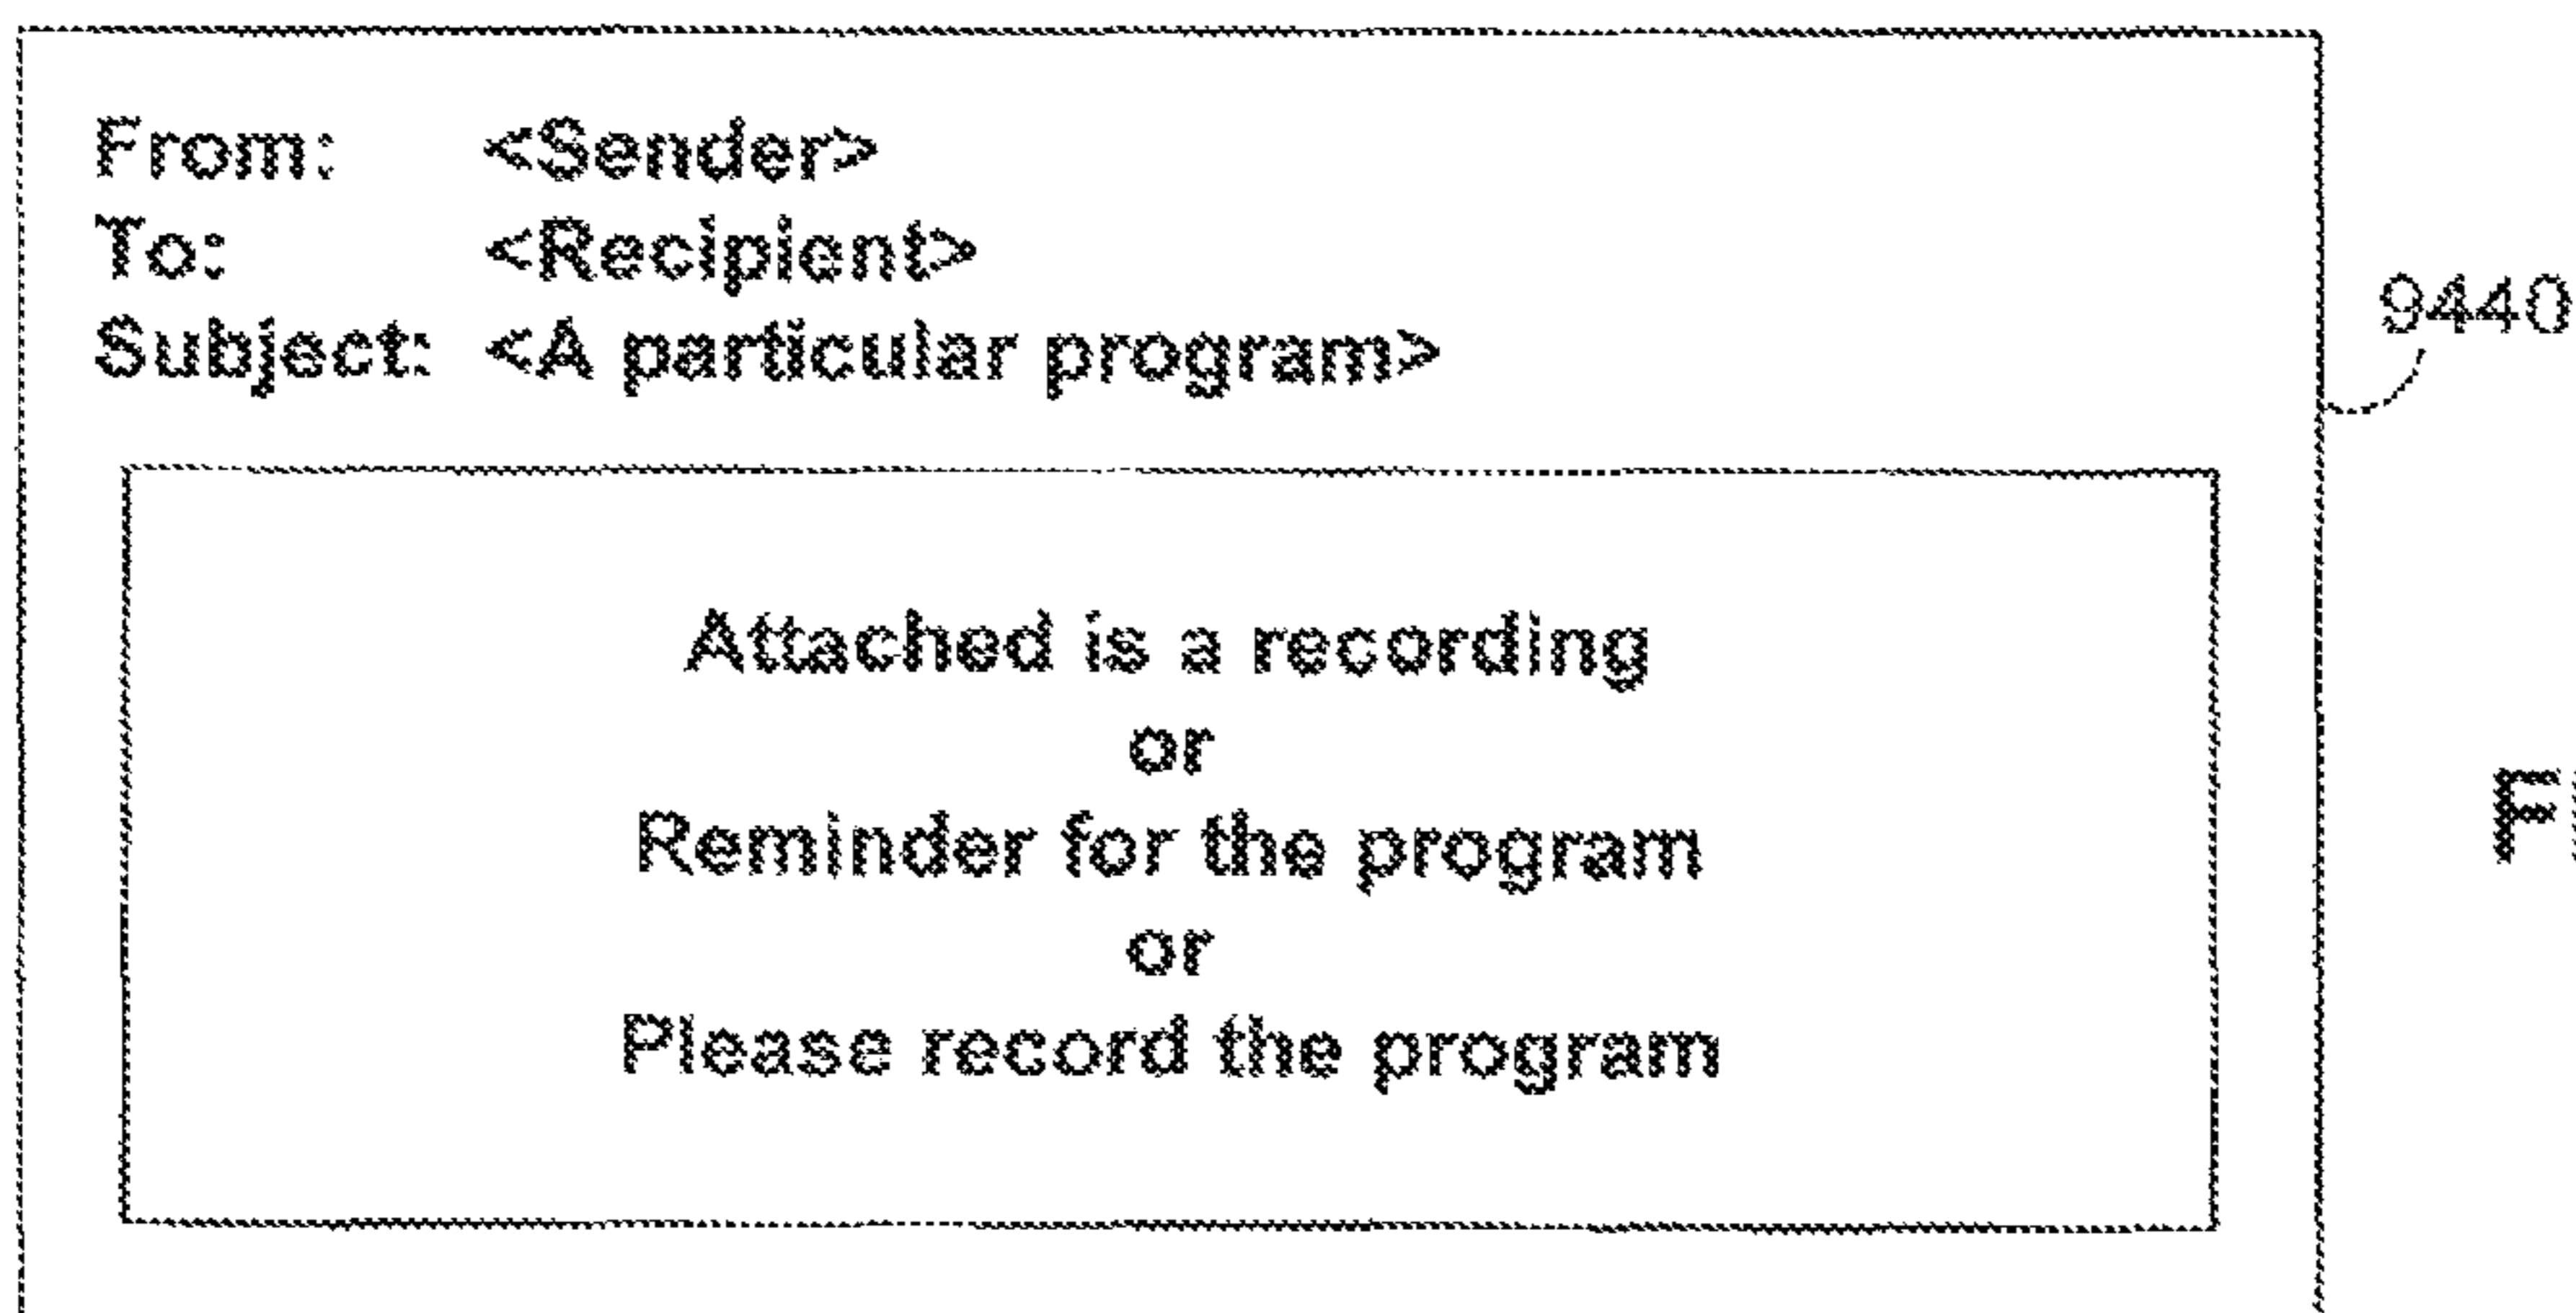 From: <Sender>
To: <Recipient>
Subject: <A particular program>
9440
Attached is a recording
or
Reminder for the program
or
Please record the program